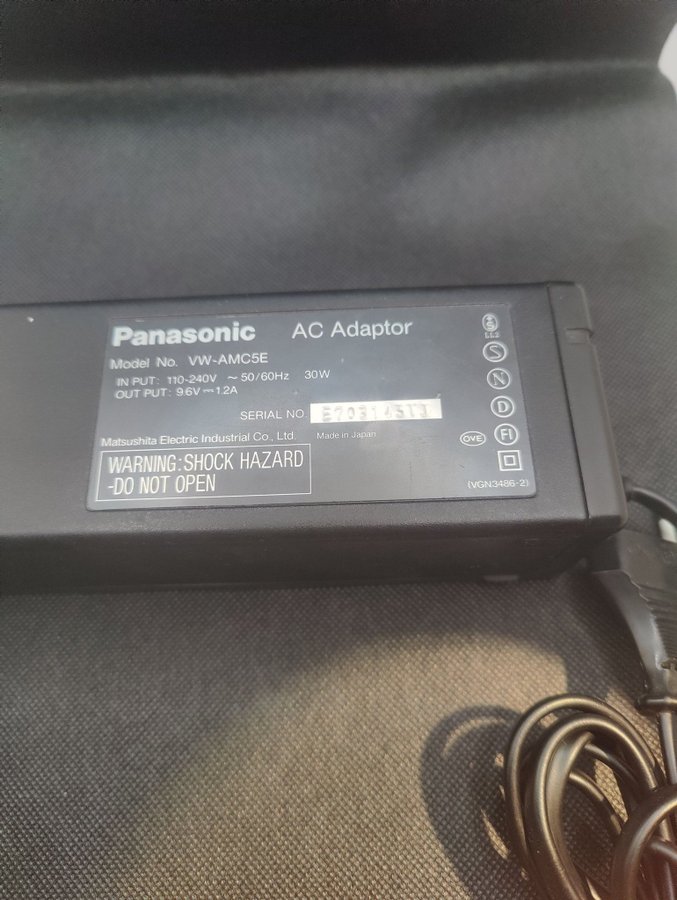 Panasonic AC Adaptor
Model No. VW-AMC5E
IN PUT: 110-240V ~ 50/60Hz 30W
OUT PUT: 9.6V⎓1.2A
SERIAL NO.
Matsushita Electric Industrial Co., Ltd. Made in Japan
WARNING:SHOCK HAZARD
-DO NOT OPEN
S
N
D
OVE FI
(VGN3486-2)